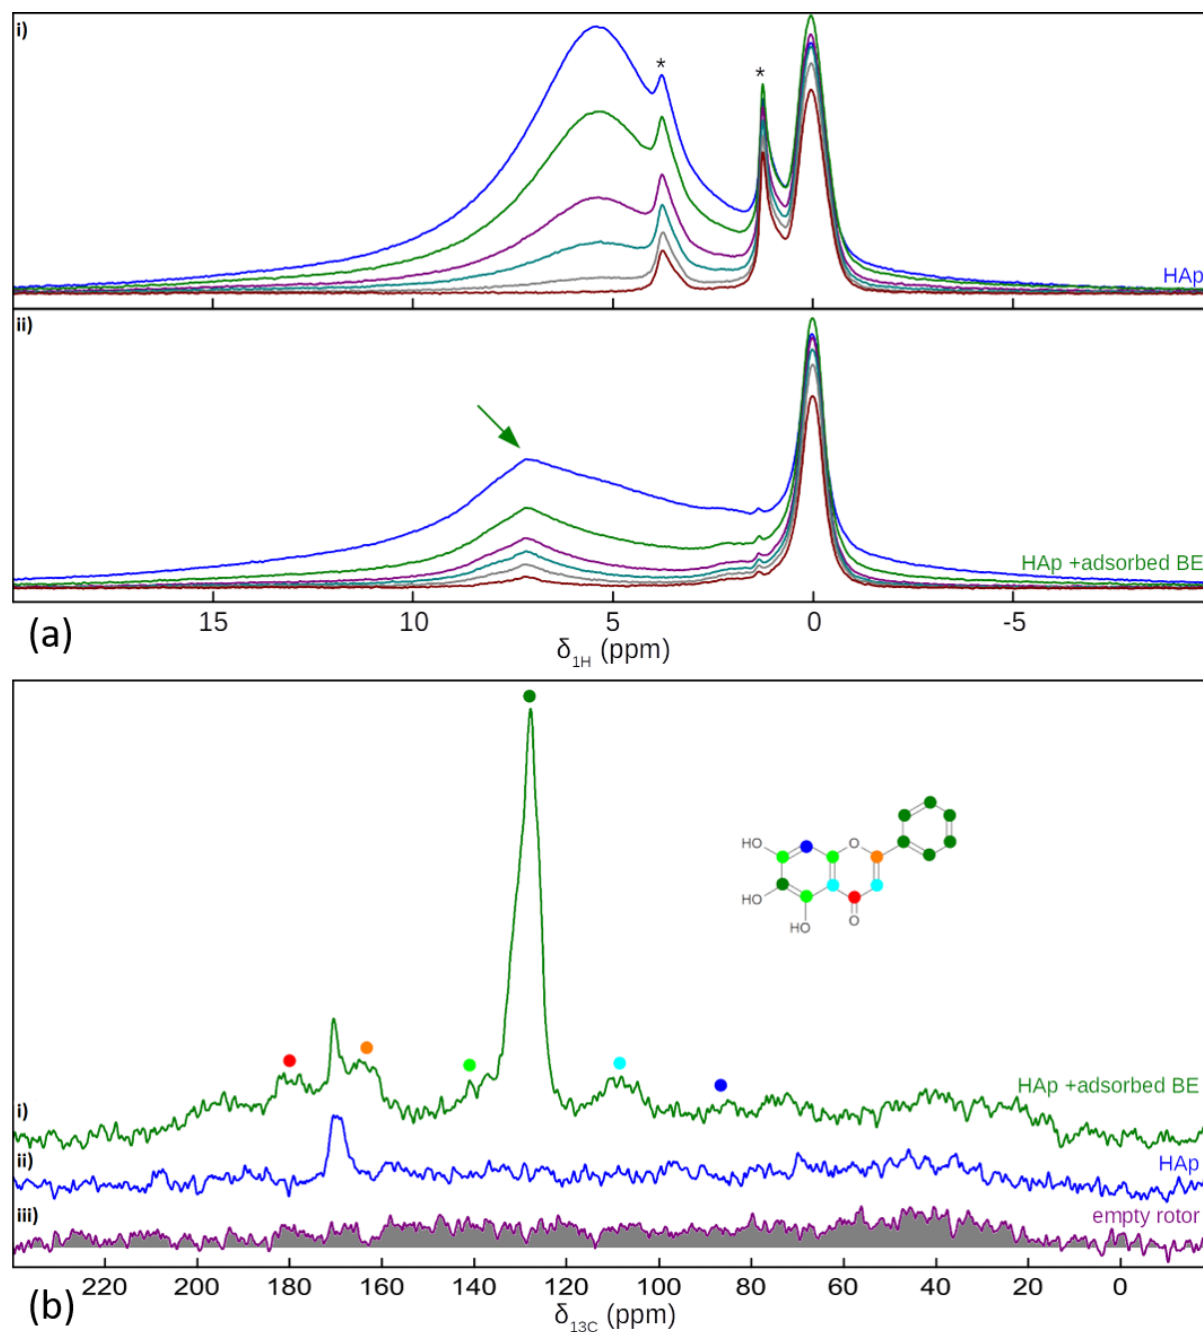 i)
*
*
HAp
ii)
HAp +adsorbed BE
15 10 5 0 -5
(a)
δ1H (ppm)
HO
O
HO
HO
O
HAp +adsorbed BE
i)
ii)
HAp
iii)
empty rotor
220 200 180 160 140 120 100 80 60 40 20 0
(b)
δ13C (ppm)